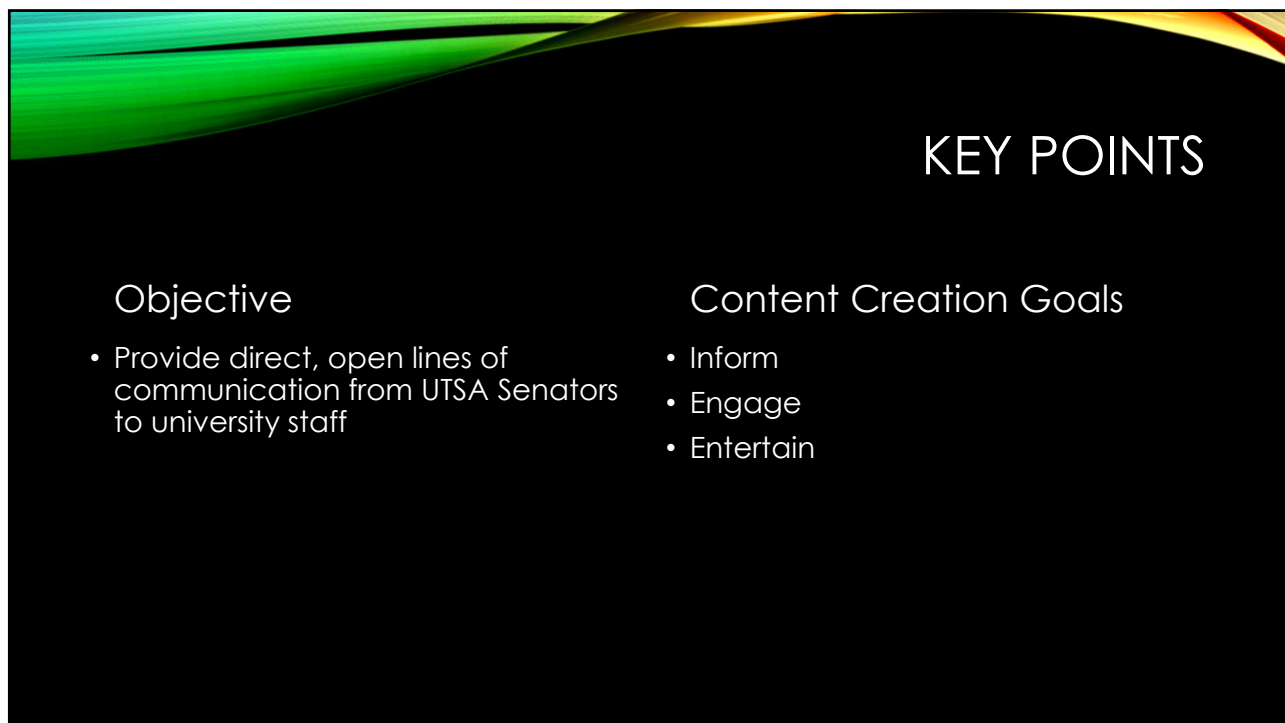 KEY POINTS
Objective
• Provide direct, open lines of
communication from UTSA Senators
to university staff
Content Creation Goals
• Inform
• Engage
• Entertain